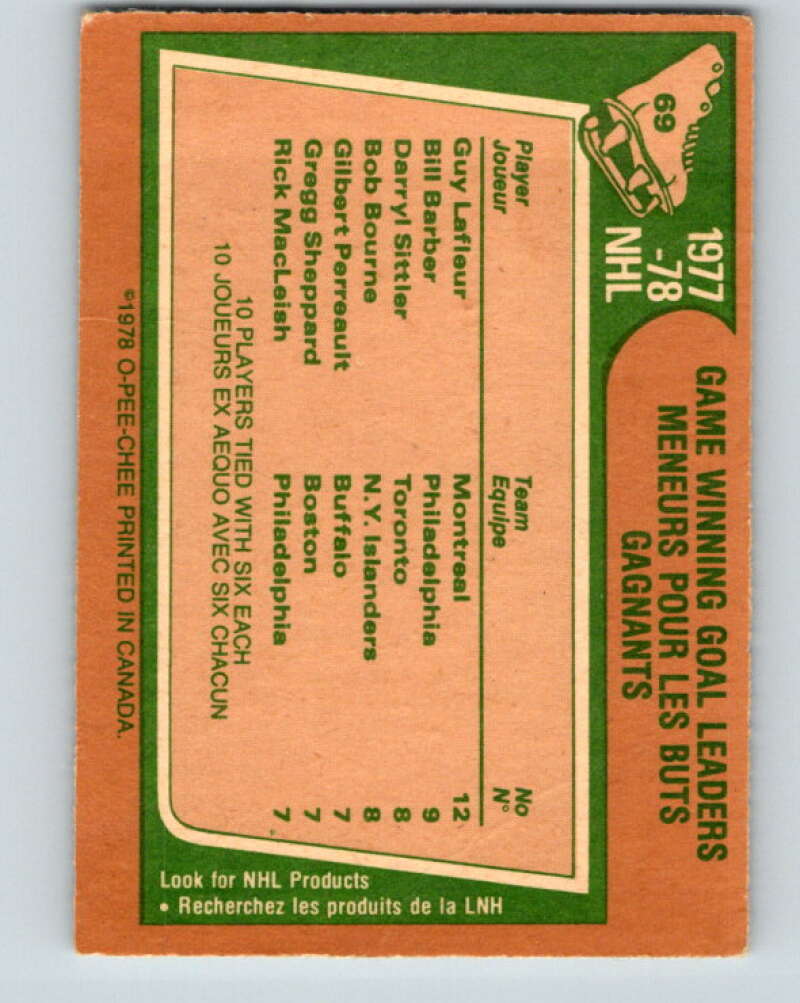 69
1977
-78
NHL
GAME WINNING GOAL LEADERS
MENEURS POUR LES BUTS
GAGNANTS
Player Team No
Joueur Equipe N°
Guy Lafleur Montreal 12
Bill Barber Philadelphia 9
Darryl Sittler Toronto 8
Bob Bourne N.Y. Islanders 8
Gilbert Perreault Buffalo 7
Gregg Sheppard Boston 7
Rick MacLeish Philadelphia 7
10 PLAYERS TIED WITH SIX EACH
10 JOUEURS EX AEQUO AVEC SIX CHACUN
©1978 O-PEE-CHEE PRINTED IN CANADA.
Look for NHL Products
• Recherchez les produits de la LNH